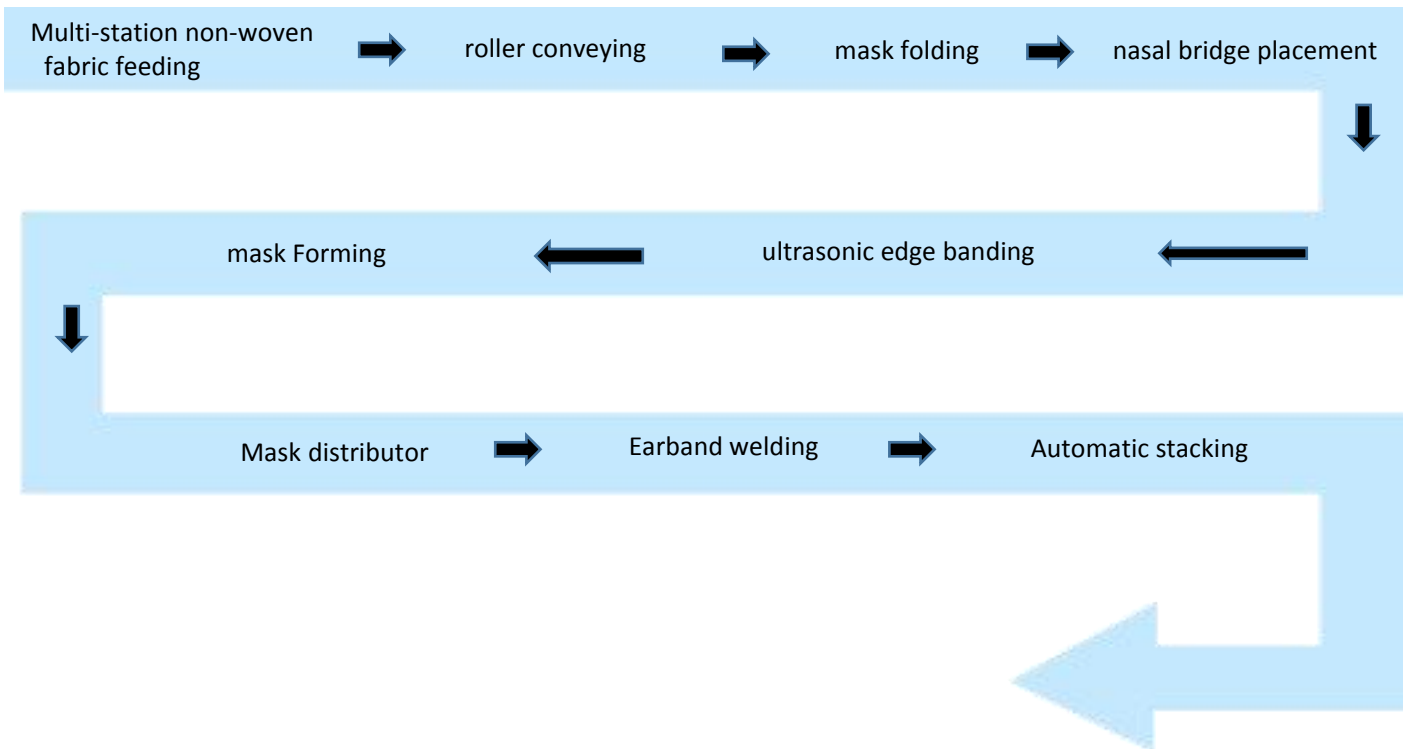 Multi-station non-woven
fabric feeding
roller conveying
mask folding
nasal bridge placement
ultrasonic edge banding
mask Forming
Mask distributor
Earband welding
Automatic stacking